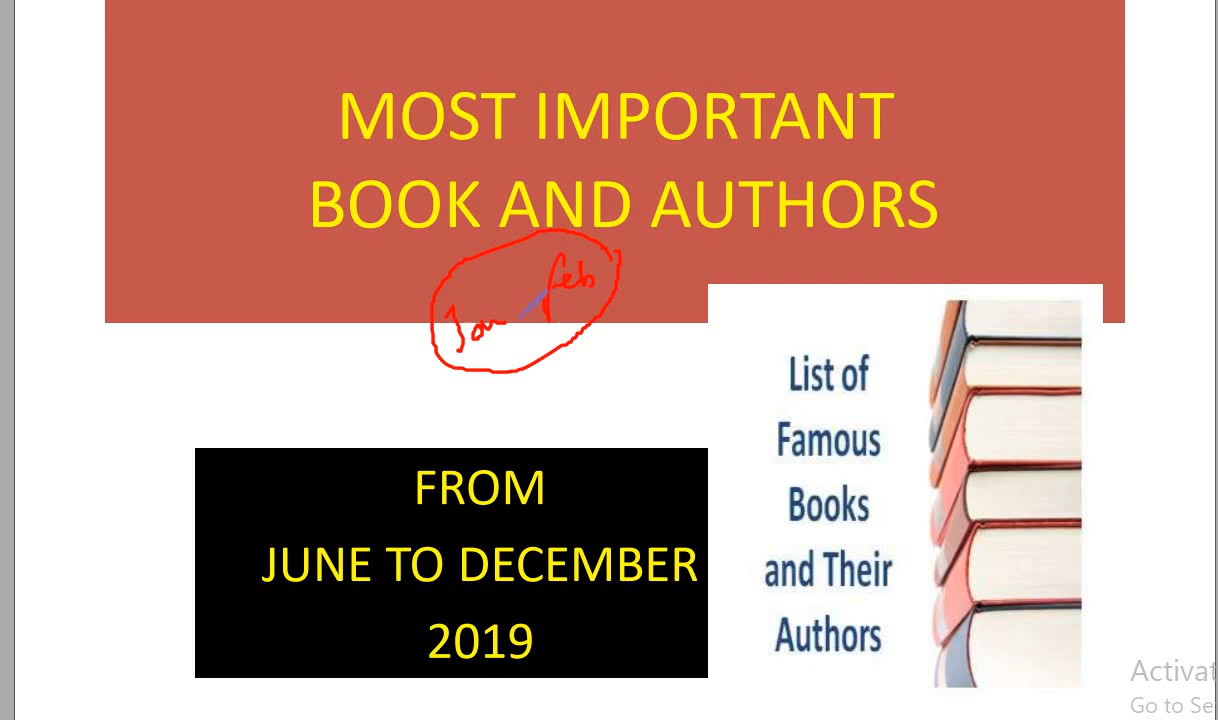 MOST IMPORTANT
BOOK AND AUTHORS
Jan feb
FROM
JUNE TO DECEMBER
2019
List of
Famous
Books
and Their
Authors
Activat
Go to Se